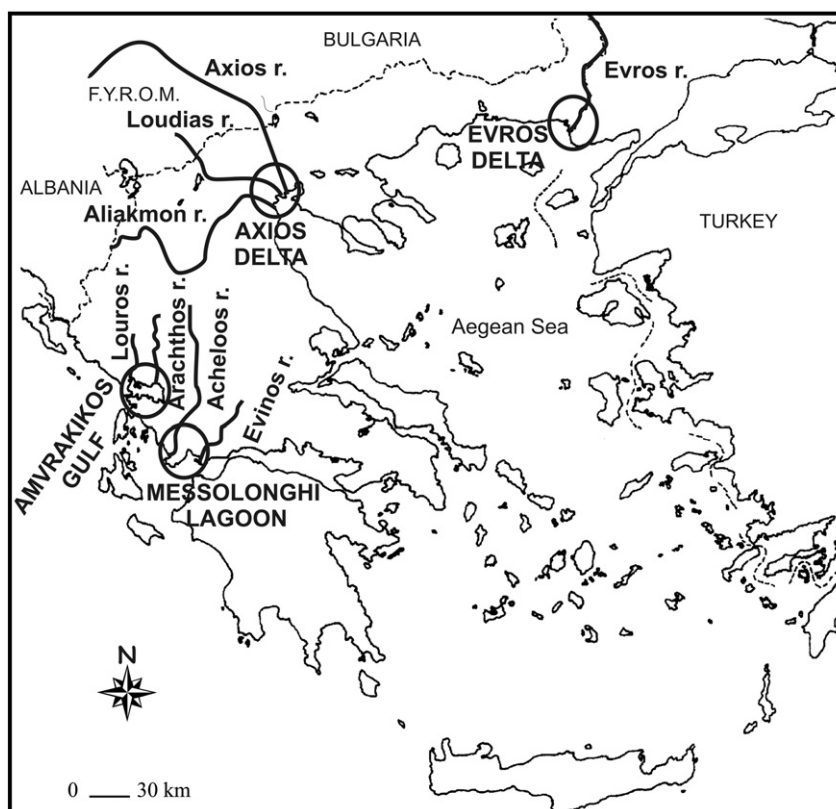 BULGARIA
Axios r.
Evros r.
F.Y.R.O.M.
Loudias r.
EVROS
DELTA
ALBANIA
Aliakmon r.
AXIOS
DELTA
TURKEY
Louros r.
Arachthos r.
Acheloos r.
Evinos r.
Aegean Sea
AMVRAKIKOS
GULF
MESSOLONGHI
LAGOON
N
0 30 km